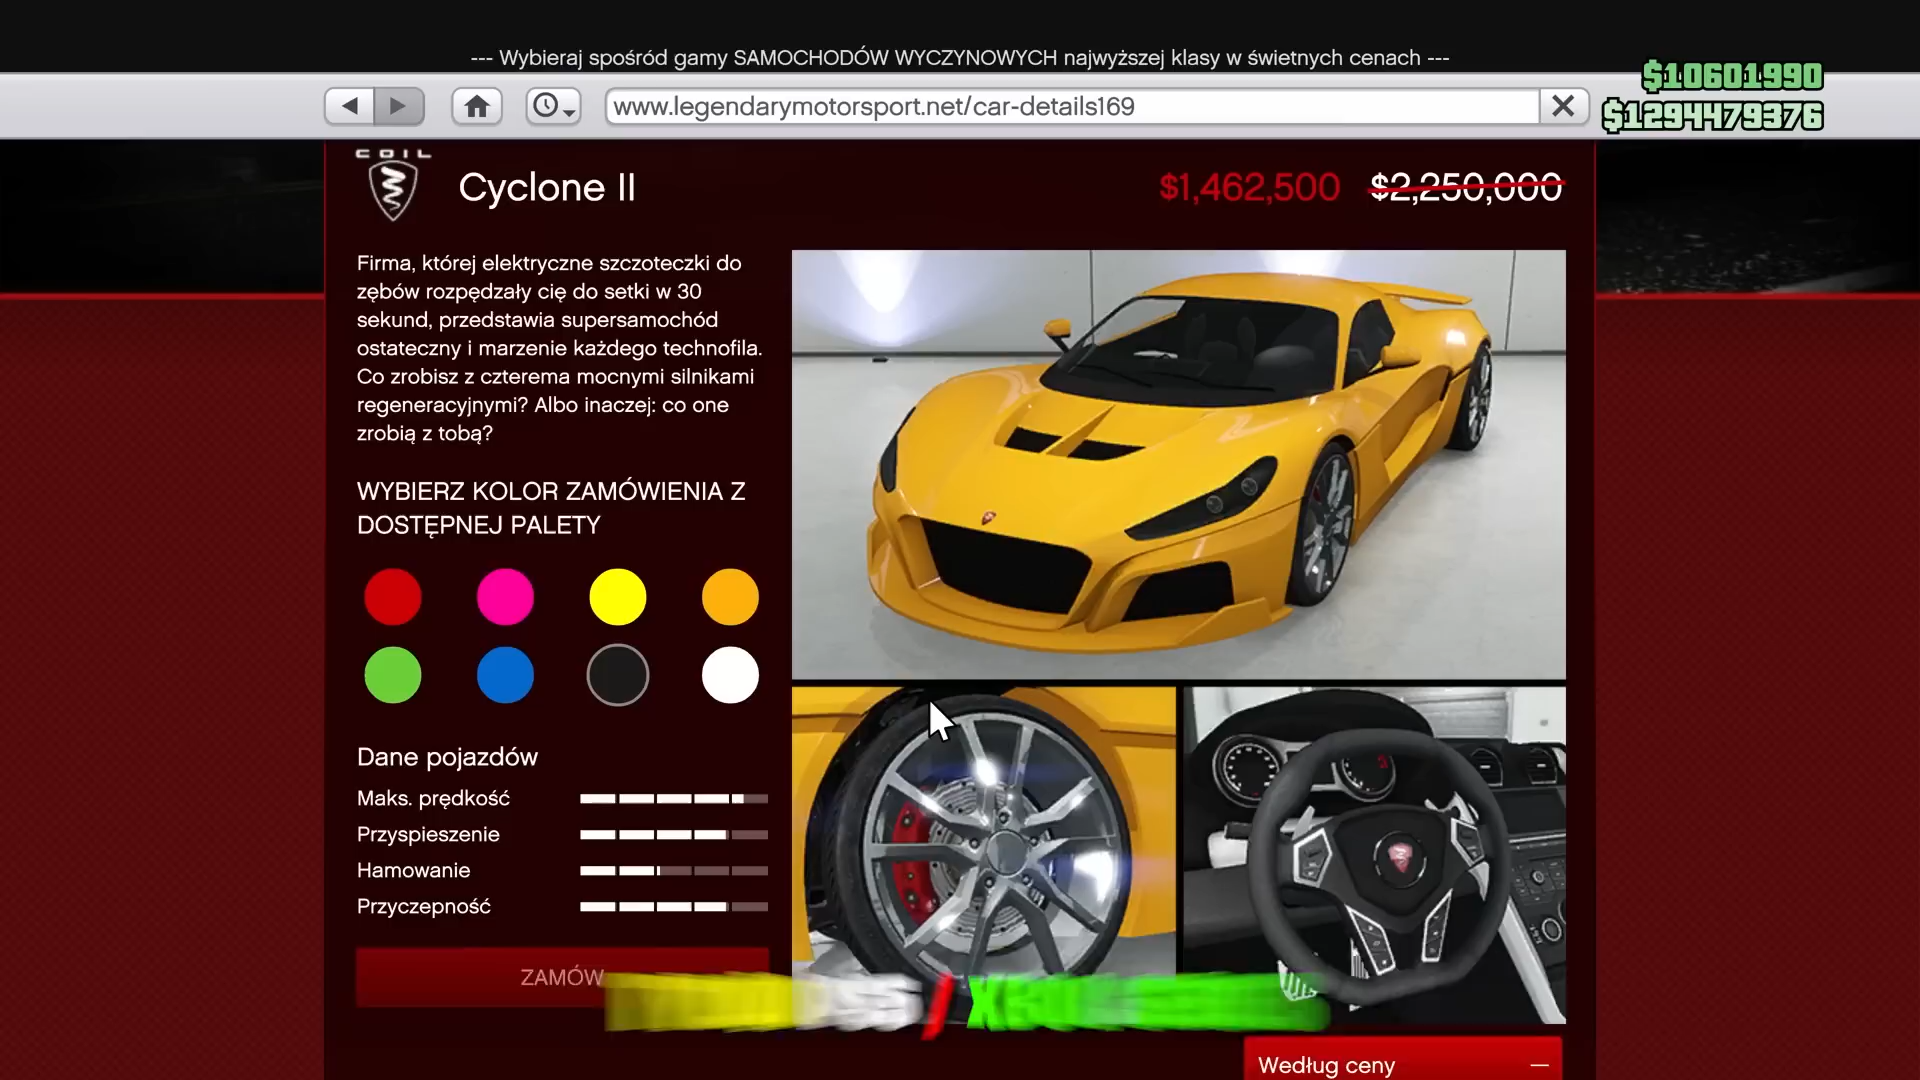 --- Wybieraj spośród gamy SAMOCHODÓW WYCZYNOWYCH najwyższej klasy w świetnych cenach ---
$10601990
www.legendarymotorsport.net/car-details169
$1294479376
COIL
Cyclone II
$1,462,500 $2,250,000
Firma, której elektryczne szczoteczki do
zębów rozpędzały cię do setki w 30
sekund, przedstawia supersamochód
ostateczny i marzenie każdego technofila.
Co zrobisz z czterema mocnymi silnikami
regeneracyjnymi? Albo inaczej: co one
zrobią z tobą?
WYBIERZ KOLOR ZAMÓWIENIA Z
DOSTĘPNEJ PALETY
Dane pojazdów
Maks. prędkość
Przyspieszenie
Hamowanie
Przyczepność
ZAMÓW
/
Według ceny